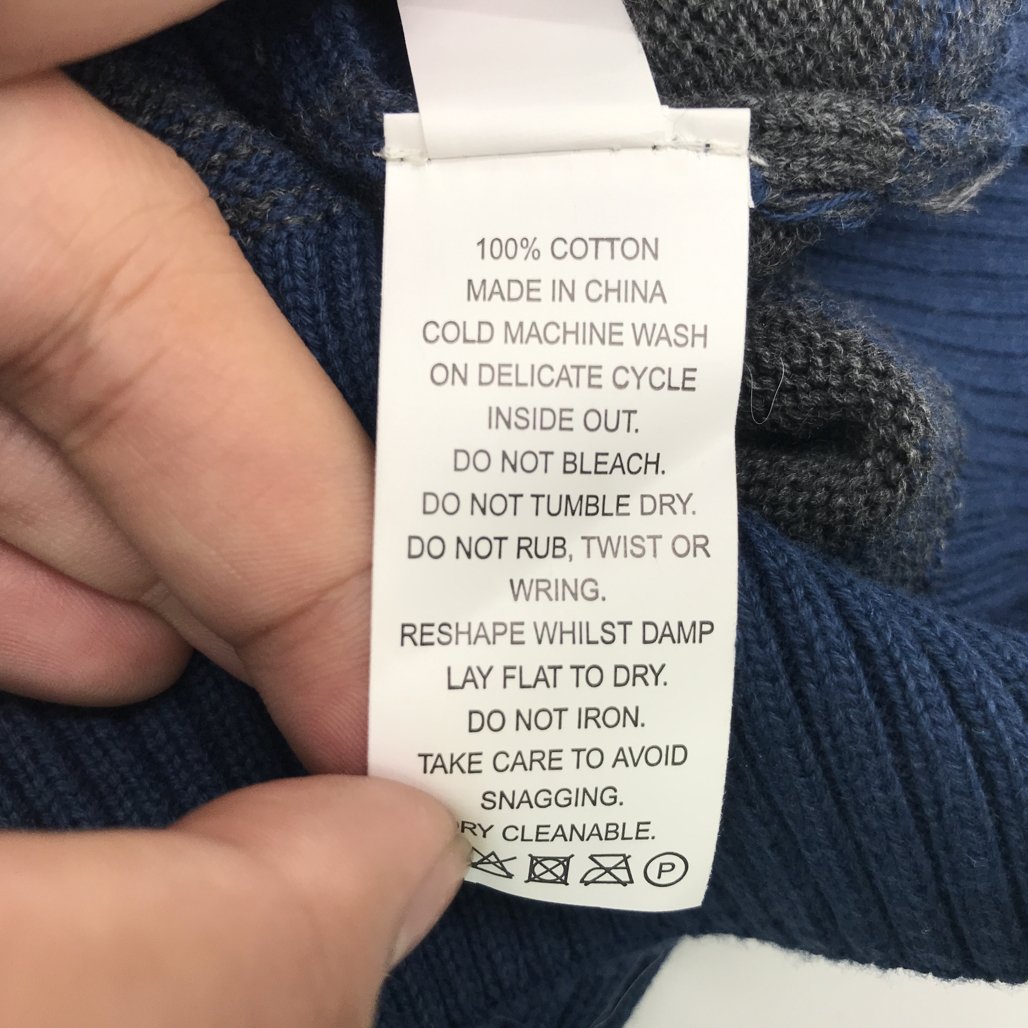 100% COTTON
MADE IN CHINA
COLD MACHINE WASH
ON DELICATE CYCLE
INSIDE OUT.
DO NOT BLEACH.
DO NOT TUMBLE DRY.
DO NOT RUB, TWIST OR
WRING.
RESHAPE WHILST DAMP
LAY FLAT TO DRY.
DO NOT IRON.
TAKE CARE TO AVOID
SNAGGING.
DRY CLEANABLE.
P